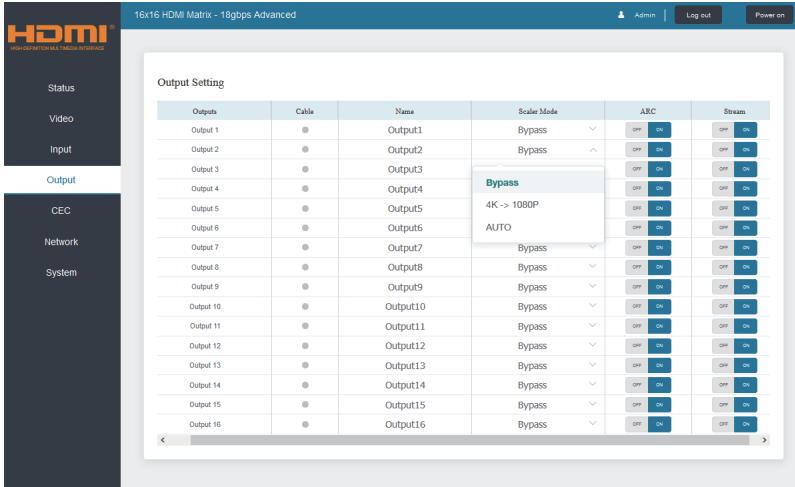 16x16 HDMI Matrix - 18gbps Advanced
Admin
Log out
Power on
HDMI®
HIGH-DEFINITION MULTIMEDIA INTERFACE
Status
Video
Input
Output
CEC
Network
System
Output Setting
Outputs Cable Name Scaler Mode ARC Stream
Output 1 Output1 Bypass OFF ON OFF ON
Output 2 Output2 Bypass OFF ON OFF ON
Output 3 Output3 OFF ON OFF ON
Output 4 Output4 OFF ON OFF ON
Output 5 Output5 OFF ON OFF ON
Output 6 Output6 OFF ON OFF ON
Bypass
4K -> 1080P
AUTO
Output 7 Output7 Bypass OFF ON OFF ON
Output 8 Output8 Bypass OFF ON OFF ON
Output 9 Output9 Bypass OFF ON OFF ON
Output 10 Output10 Bypass OFF ON OFF ON
Output 11 Output11 Bypass OFF ON OFF ON
Output 12 Output12 Bypass OFF ON OFF ON
Output 13 Output13 Bypass OFF ON OFF ON
Output 14 Output14 Bypass OFF ON OFF ON
Output 15 Output15 Bypass OFF ON OFF ON
Output 16 Output16 Bypass OFF ON OFF ON